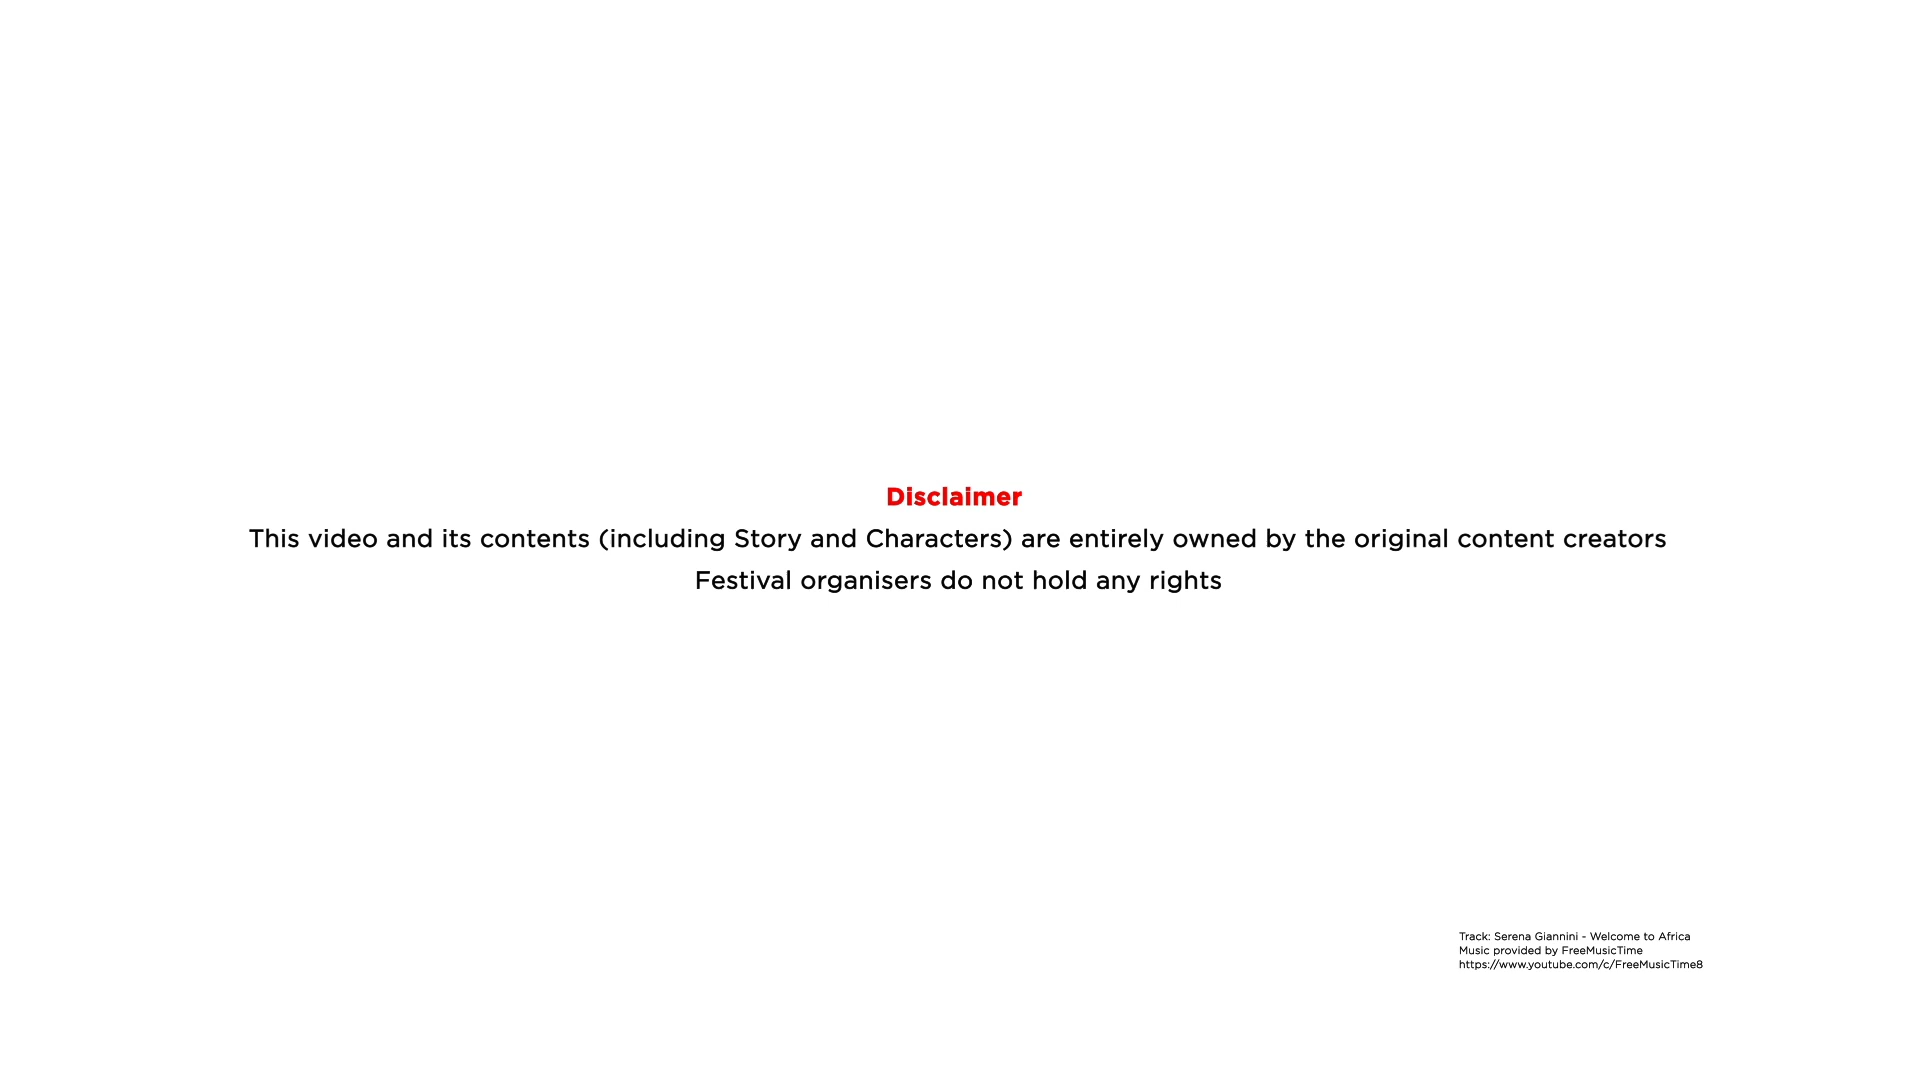 Disclaimer
This video and its contents (including Story and Characters) are entirely owned by the original content creators
Festival organisers do not hold any rights
Track: Serena Giannini - Welcome to Africa
Music provided by FreeMusicTime
https://www.youtube.com/c/FreeMusicTime8